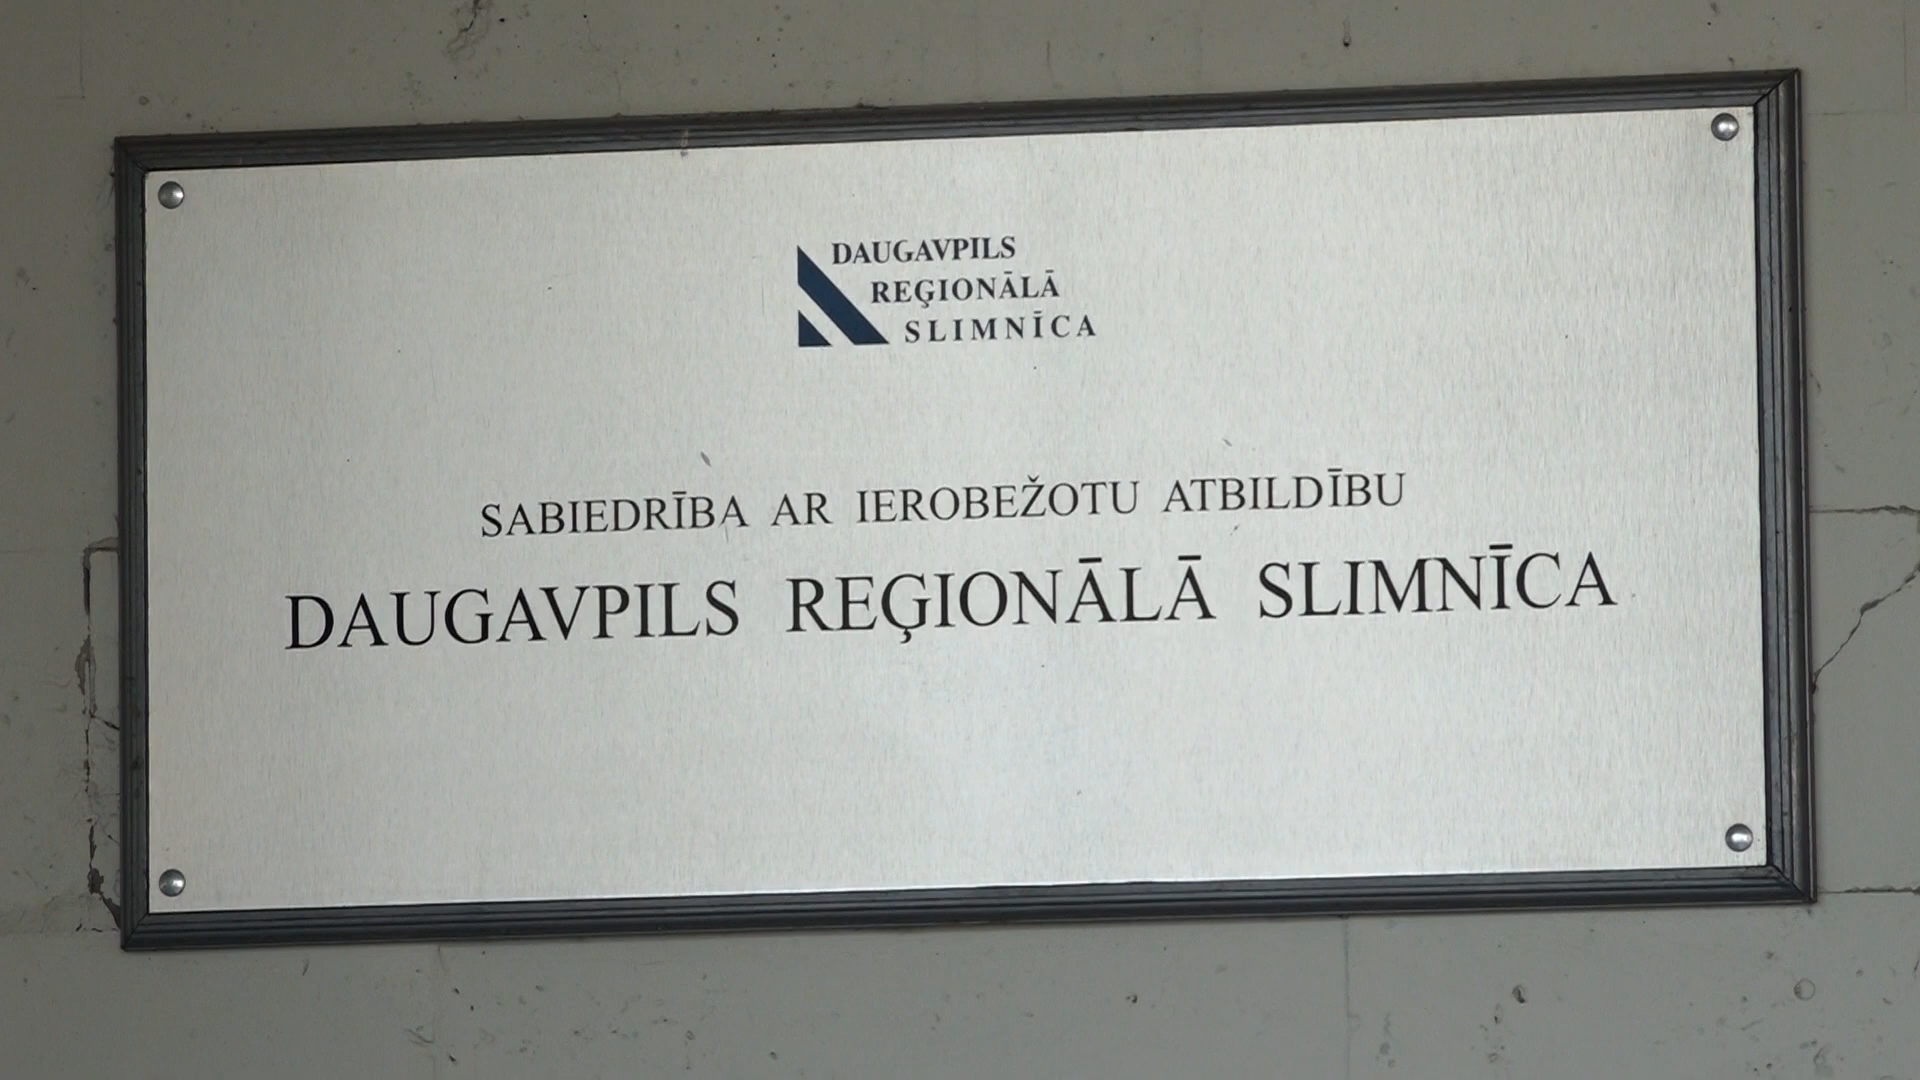 DAUGAVPILS
REĢIONĀLĀ
SLIMNĪCA
SABIEDRĪBA AR IEROBEŽOTU ATBILDĪBU
DAUGAVPILS REĢIONĀLĀ SLIMNĪCA